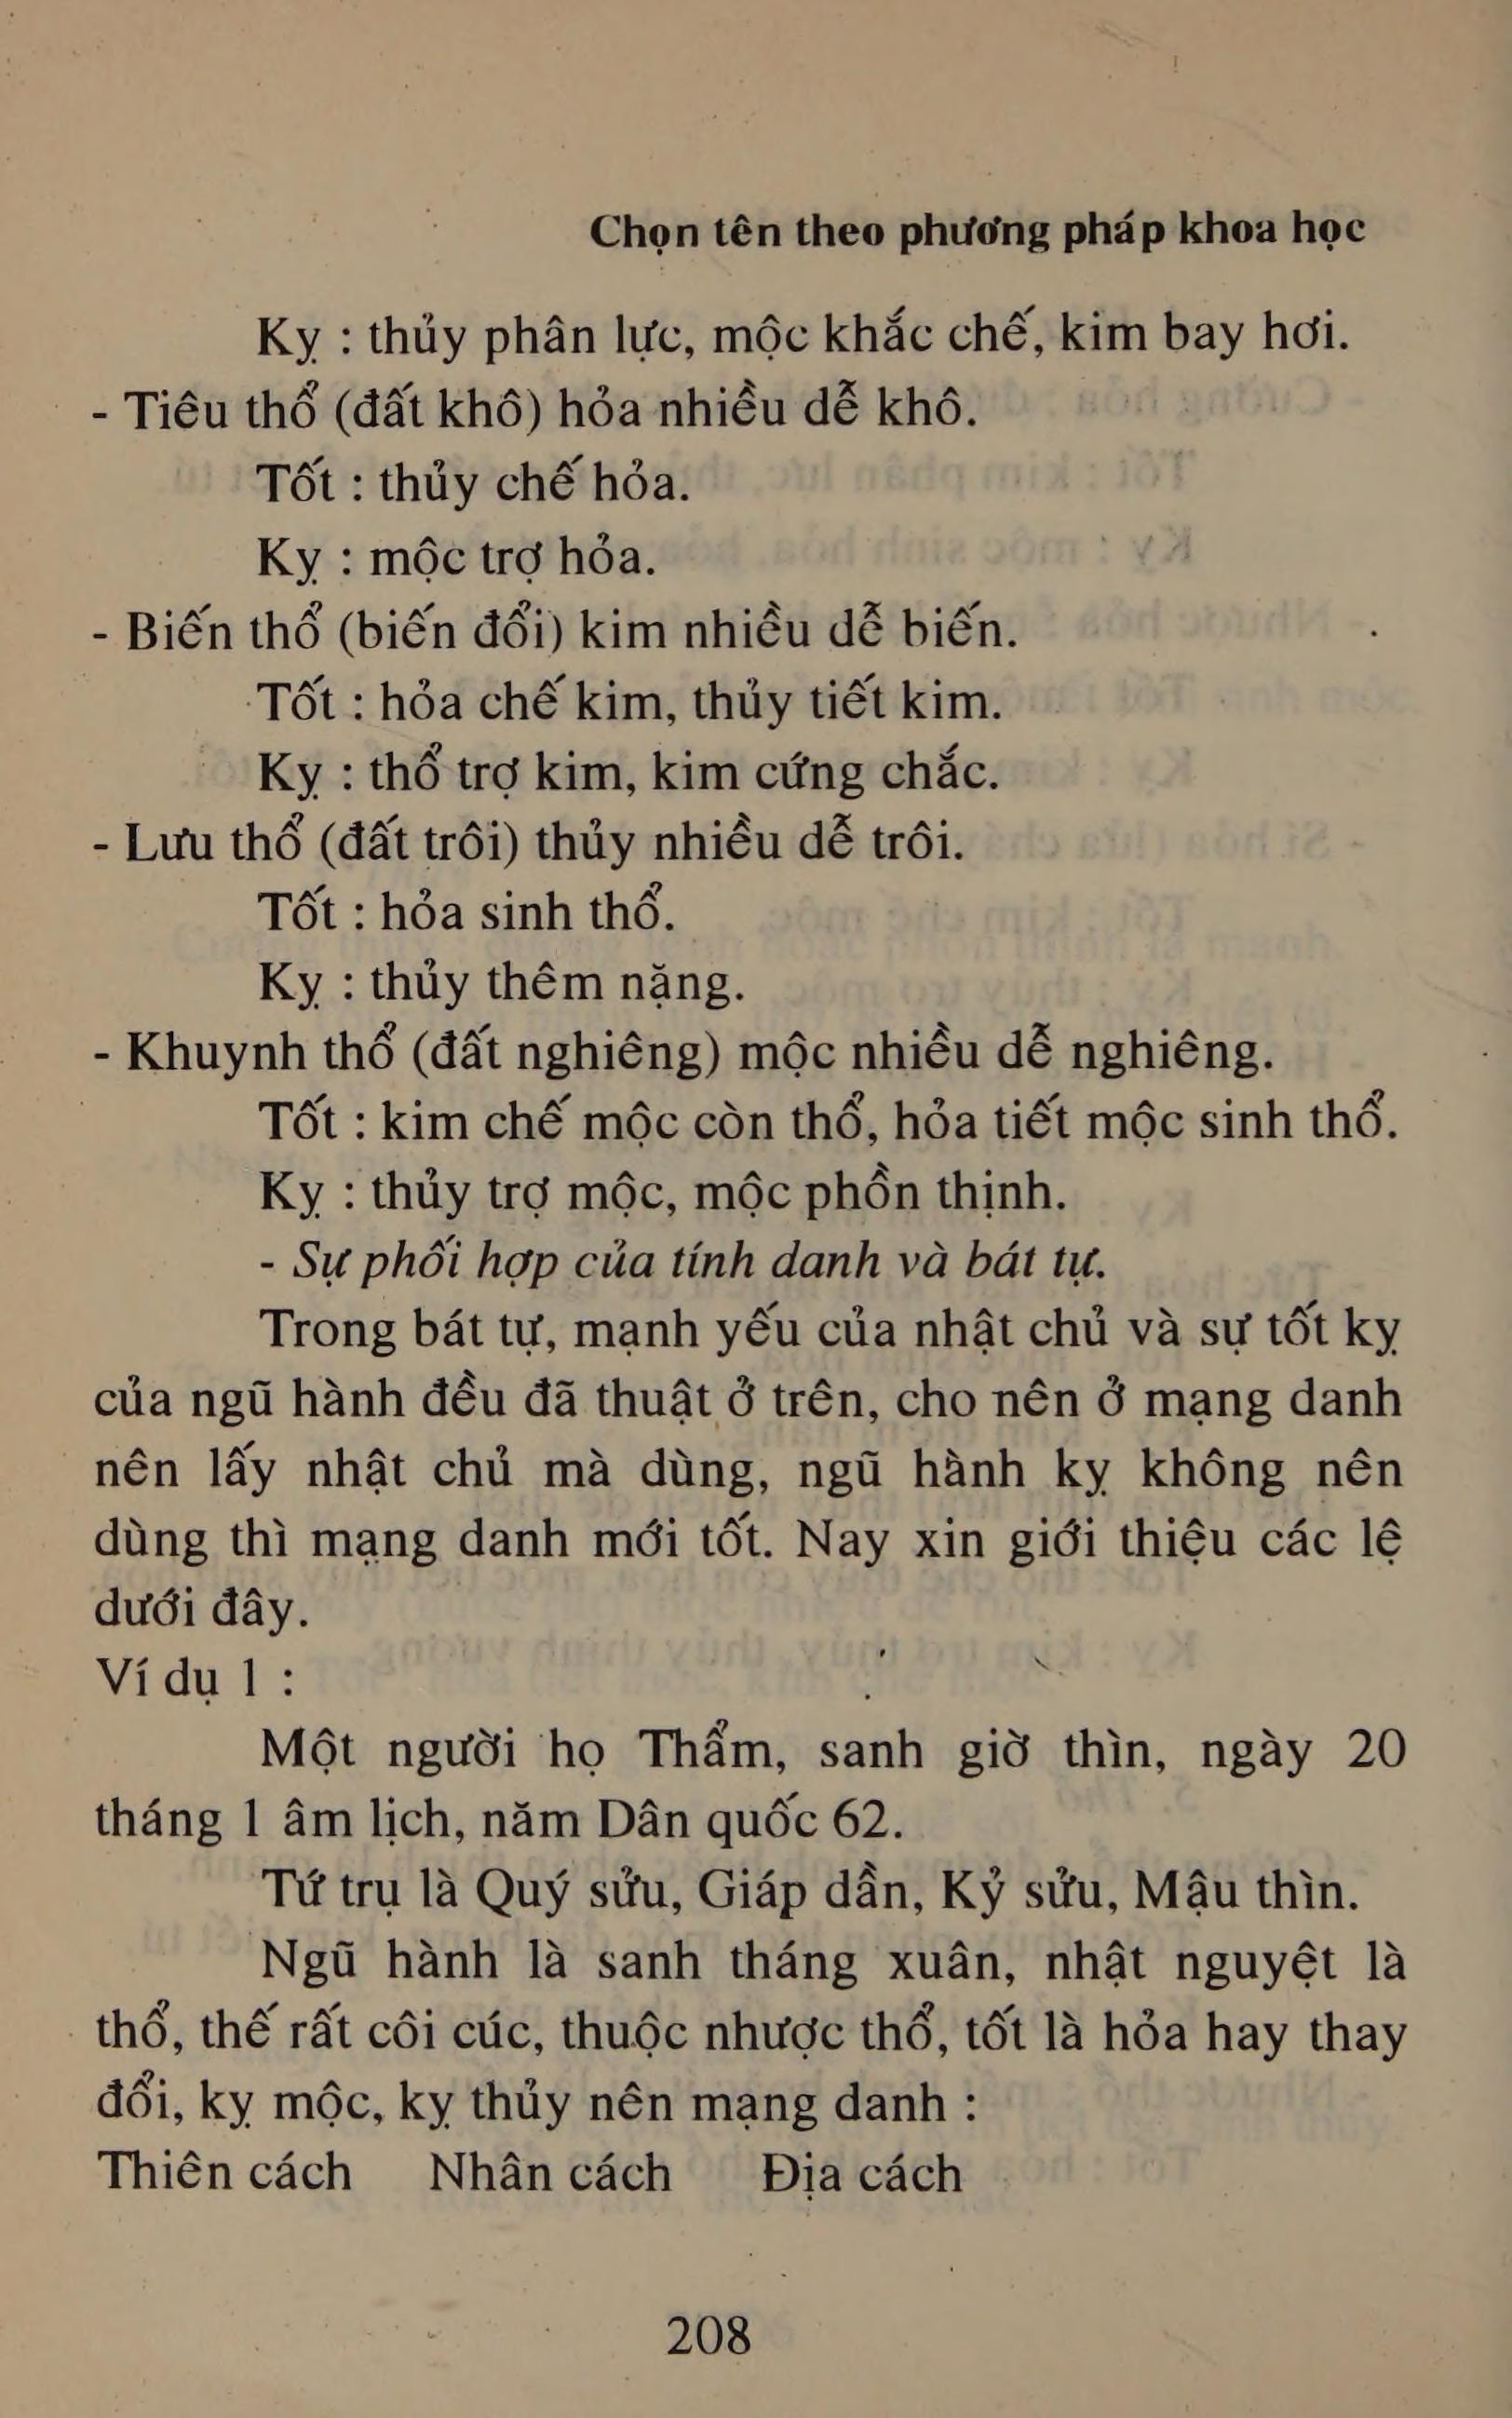 Chọn tên theo phương pháp khoa học
Kỵ : thủy phân lực, mộc khắc chế, kim bay hơi.
- Tiêu thổ (đất khô) hỏa nhiều dễ khô.
Tốt : thủy chế hỏa.
Kỵ : mộc trợ hỏa.
- Biến thổ (biến đổi) kim nhiều dễ biến.
Tốt : hỏa chế kim, thủy tiết kim.
Kỵ : thổ trợ kim, kim cứng chắc.
- Lưu thổ (đất trôi) thủy nhiều dễ trôi.
Tốt : hỏa sinh thổ.
Kỵ : thủy thêm nặng.
- Khuynh thổ (đất nghiêng) mộc nhiều dễ nghiêng.
Tốt : kim chế mộc còn thổ, hỏa tiết mộc sinh thổ.
Kỵ : thủy trợ mộc, mộc phồn thịnh.
- Sự phối hợp của tính danh và bát tự.
Trong bát tự, mạnh yếu của nhật chủ và sự tốt kỵ
của ngũ hành đều đã thuật ở trên, cho nên ở mạng danh
nên lấy nhật chủ mà dùng, ngũ hành kỵ không nên
dùng thì mạng danh mới tốt. Nay xin giới thiệu các lệ
dưới đây.
Ví dụ 1 :
Một người họ Thẩm, sanh giờ thìn, ngày 20
tháng 1 âm lịch, năm Dân quốc 62.
Tứ trụ là Quý sửu, Giáp dần, Kỷ sửu, Mậu thìn.
Ngũ hành là sanh tháng xuân, nhật nguyệt là
thổ, thế rất côi cúc, thuộc nhược thổ, tốt là hỏa hay thay
đổi, kỵ mộc, kỵ thủy nên mạng danh :
Thiên cách Nhân cách Địa cách
208